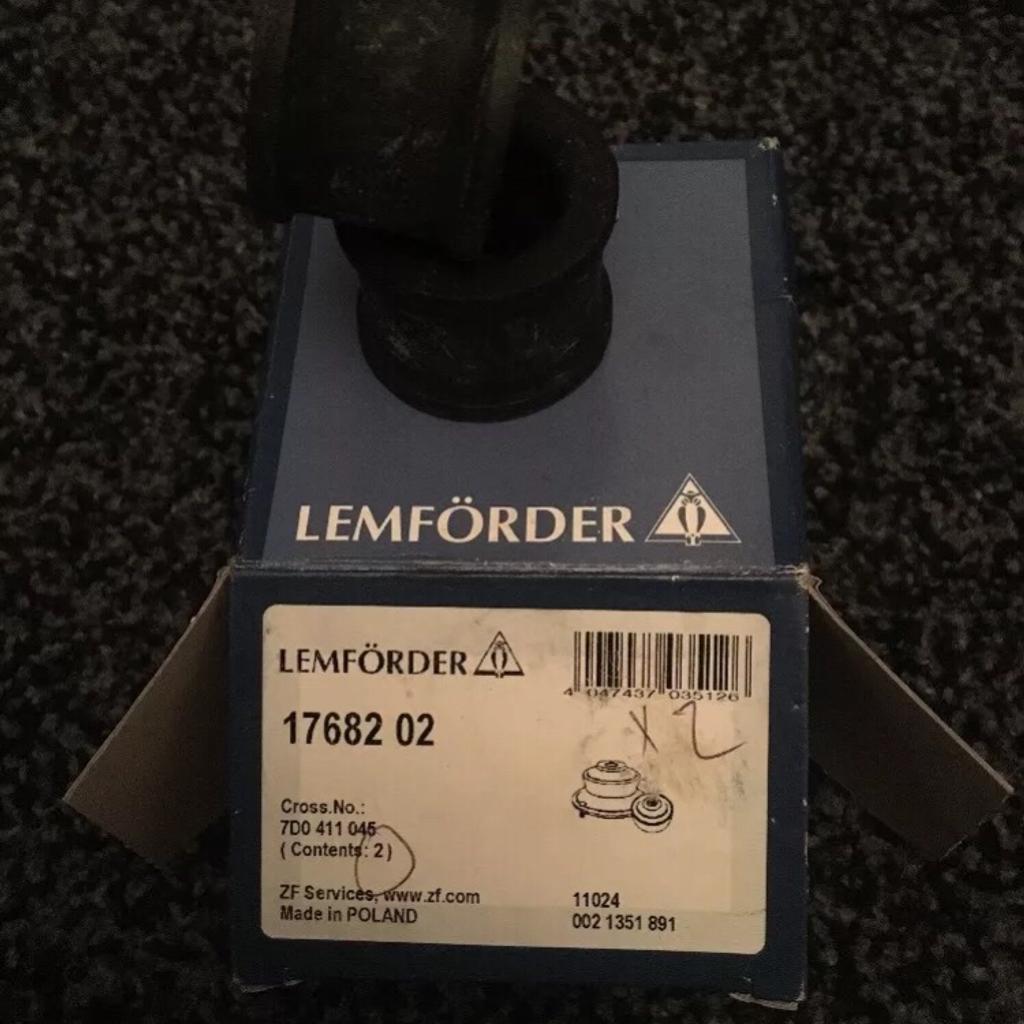 LEMFÖRDER
LEMFÖRDER
4 047437 035126
X 2
17682 02
Cross.No.:
7D0 411 045
( Contents: 2 )
ZF Services, www.zf.com
Made in POLAND
11024
002 1351 891